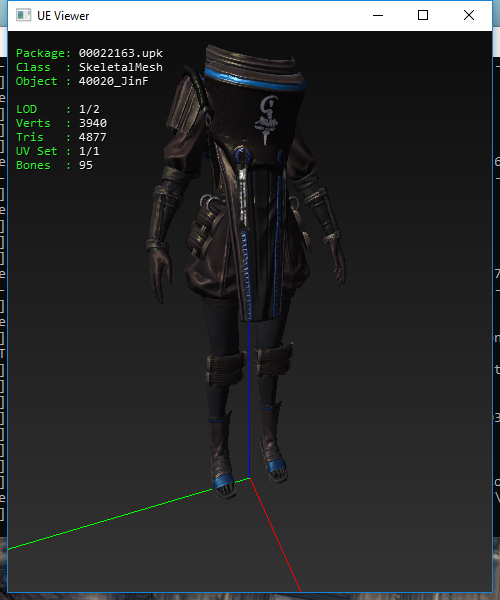 UE Viewer
Package: 00022163.upk
Class  : SkeletalMesh
Object : 40020_JinF
LOD    : 1/2
Verts  : 3940
Tris   : 4877
UV Set : 1/1
Bones  : 95